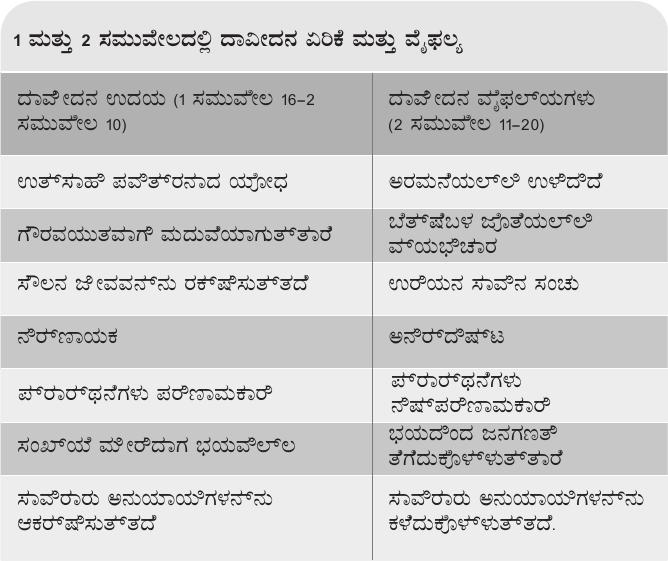 1 ಮತ್ತು 2 ಸಮುವೇಲದಲ್ಲಿ ದಾವೀದನ ಏರಿಕೆ ಮತ್ತು ವೈಫಲ್ಯ
ದಾವೀದನ ಉದಯ (1 ಸಮುವೇಲ 16–2
ಸಮುವೇಲ 10)
ದಾವೀದನ ವೈಫಲ್ಯಗಳು
(2 ಸಮುವೇಲ 11–20)
ಉತ್ಸಾಹಿ ಪವಿತ್ರನಾದ ಯೋಧ
ಅರಮನೆಯಲ್ಲಿ ಉಳಿದಿದೆ
ಗೌರವಯುತವಾಗಿ ಮದುವೆಯಾಗುತ್ತಾರೆ
ಬೆತ್ಷೆಬಳ ಜೊತೆಯಲ್ಲಿ
ವ್ಯಭಿಚಾರ
ಸೌಲನ ಜೀವವನ್ನು ರಕ್ಷಿಸುತ್ತದೆ
ಉರಿಯನ ಸಾವಿನ ಸಂಚು
ನಿರ್ಣಾಯಕ
ಅನಿರ್ದಿಷ್ಟ
ಪ್ರಾರ್ಥನೆಗಳು ಪರಿಣಾಮಕಾರಿ
ಪ್ರಾರ್ಥನೆಗಳು
ನಿಷ್ಪರಿಣಾಮಕಾರಿ
ಸಂಖ್ಯೆ ಮೀರಿದಾಗ ಭಯವಿಲ್ಲ
ಭಯದಿಂದ ಜನಗಣತಿ
ತೆಗೆದುಕೊಳ್ಳುತ್ತಾರೆ
ಸಾವಿರಾರು ಅನುಯಾಯಿಗಳನ್ನು
ಆಕರ್ಷಿಸುತ್ತದೆ
ಸಾವಿರಾರು ಅನುಯಾಯಿಗಳನ್ನು
ಕಳೆದುಕೊಳ್ಳುತ್ತದೆ.